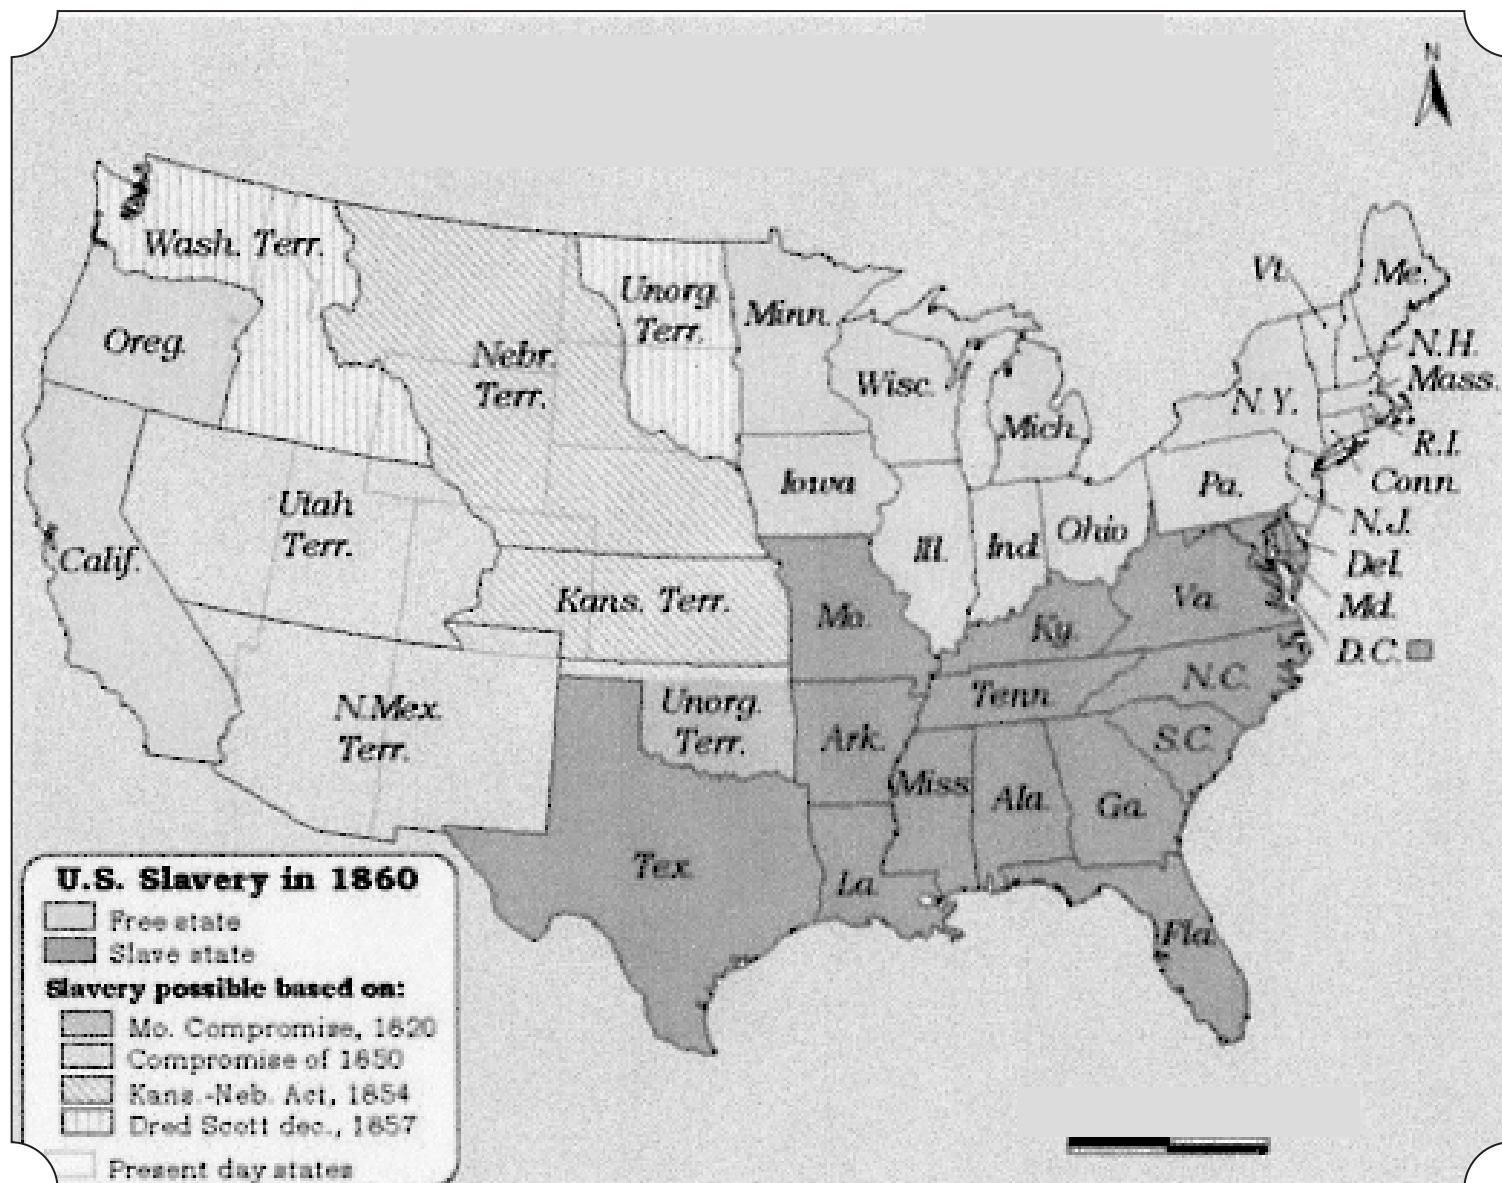 N
Wash. Terr.
Oreg.
Calif.
Utah
Terr.
N.Mex.
Terr.
Nebr.
Terr.
Kans. Terr.
Unorg.
Terr.
Unorg.
Terr.
Minn.
Wisc.
Mich.
Iowa
Ill.
Ind.
Ohio
Pa.
N.Y.
Vt.
Me.
N.H.
Mass.
R.I.
Conn.
N.J.
Del.
Md.
D.C.
Mo.
Ky.
Va.
Tenn.
N.C.
S.C.
Ark.
Miss
Ala.
Ga.
Tex.
La.
Fla.
U.S. Slavery in 1860
Free state
Slave state
Slavery possible based on:
Mo. Compromise, 1820
Compromise of 1850
Kans.-Neb. Act, 1854
Dred Scott dec., 1857
Present day states